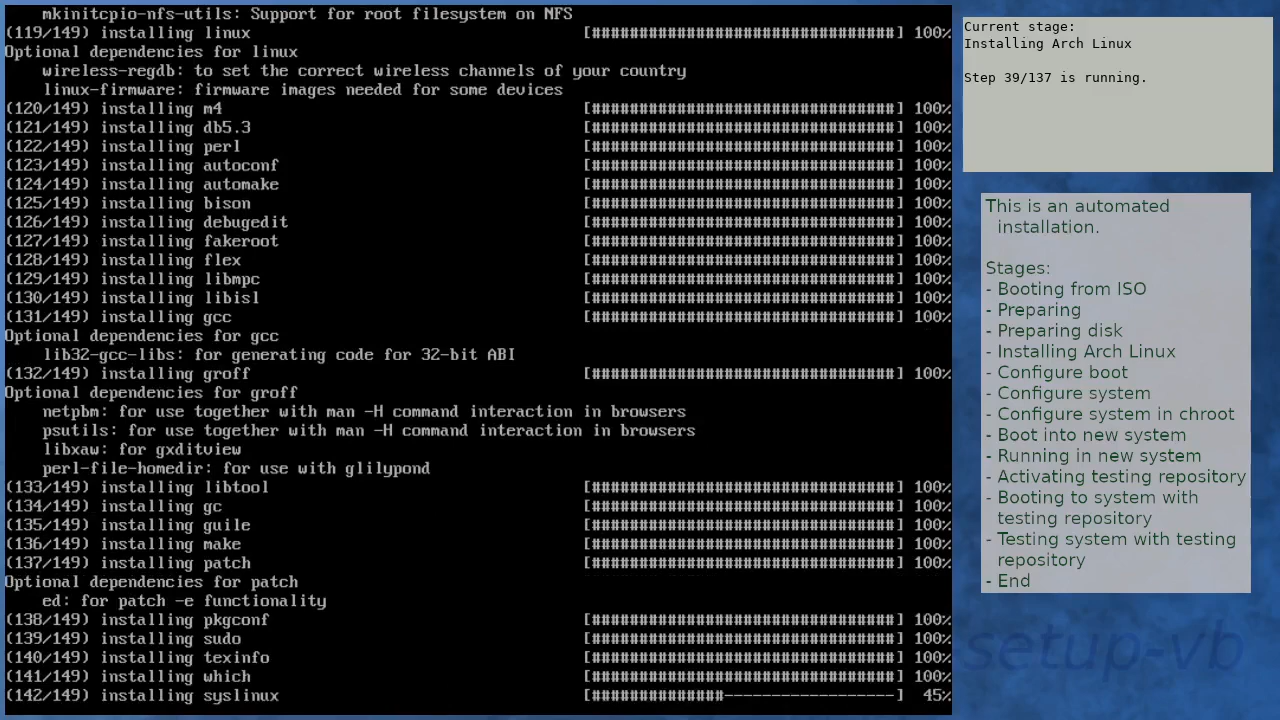 mkinitcpio-nfs-utils: Support for root filesystem on NFS
(119/149) installing linux [################################] 100%
Optional dependencies for linux
wireless-regdb: to set the correct wireless channels of your country
linux-firmware: firmware images needed for some devices
(120/149) installing m4 [################################] 100%
(121/149) installing db5.3 [################################] 100%
(122/149) installing perl [################################] 100%
(123/149) installing autoconf [################################] 100%
(124/149) installing automake [################################] 100%
(125/149) installing bison [################################] 100%
(126/149) installing debugedit [################################] 100%
(127/149) installing fakeroot [################################] 100%
(128/149) installing flex [################################] 100%
(129/149) installing libmpc [################################] 100%
(130/149) installing libisl [################################] 100%
(131/149) installing gcc [################################] 100%
Optional dependencies for gcc
lib32-gcc-libs: for generating code for 32-bit ABI
(132/149) installing groff [################################] 100%
Optional dependencies for groff
netpbm: for use together with man -H command interaction in browsers
psutils: for use together with man -H command interaction in browsers
libxaw: for gxditview
perl-file-homedir: for use with glilypond
(133/149) installing libtool [################################] 100%
(134/149) installing gc [################################] 100%
(135/149) installing guile [################################] 100%
(136/149) installing make [################################] 100%
(137/149) installing patch [################################] 100%
Optional dependencies for patch
ed: for patch -e functionality
(138/149) installing pkgconf [################################] 100%
(139/149) installing sudo [################################] 100%
(140/149) installing texinfo [################################] 100%
(141/149) installing which [################################] 100%
(142/149) installing syslinux [##############------------------] 45%
Current stage:
Installing Arch Linux
Step 39/137 is running.
This is an automated
installation.
Stages:
- Booting from ISO
- Preparing
- Preparing disk
- Installing Arch Linux
- Configure boot
- Configure system
- Configure system in chroot
- Boot into new system
- Running in new system
- Activating testing repository
- Booting to system with
testing repository
- Testing system with testing
repository
- End
setup-vb